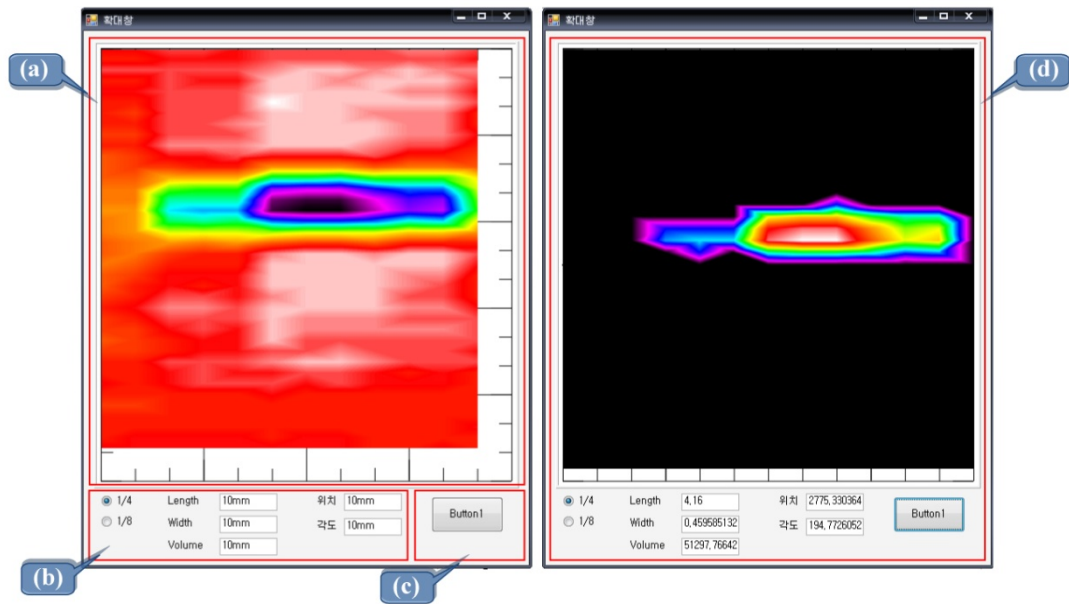 확대창
(a)
1/4
Length
10mm
위치
10mm
1/8
Width
10mm
각도
10mm
Volume
10mm
Button1
(b)
(c)
확대창
(d)
1/4
Length
4,16
위치
2775,330364
1/8
Width
0,459585132
각도
194,7726052
Volume
51297,76642
Button1